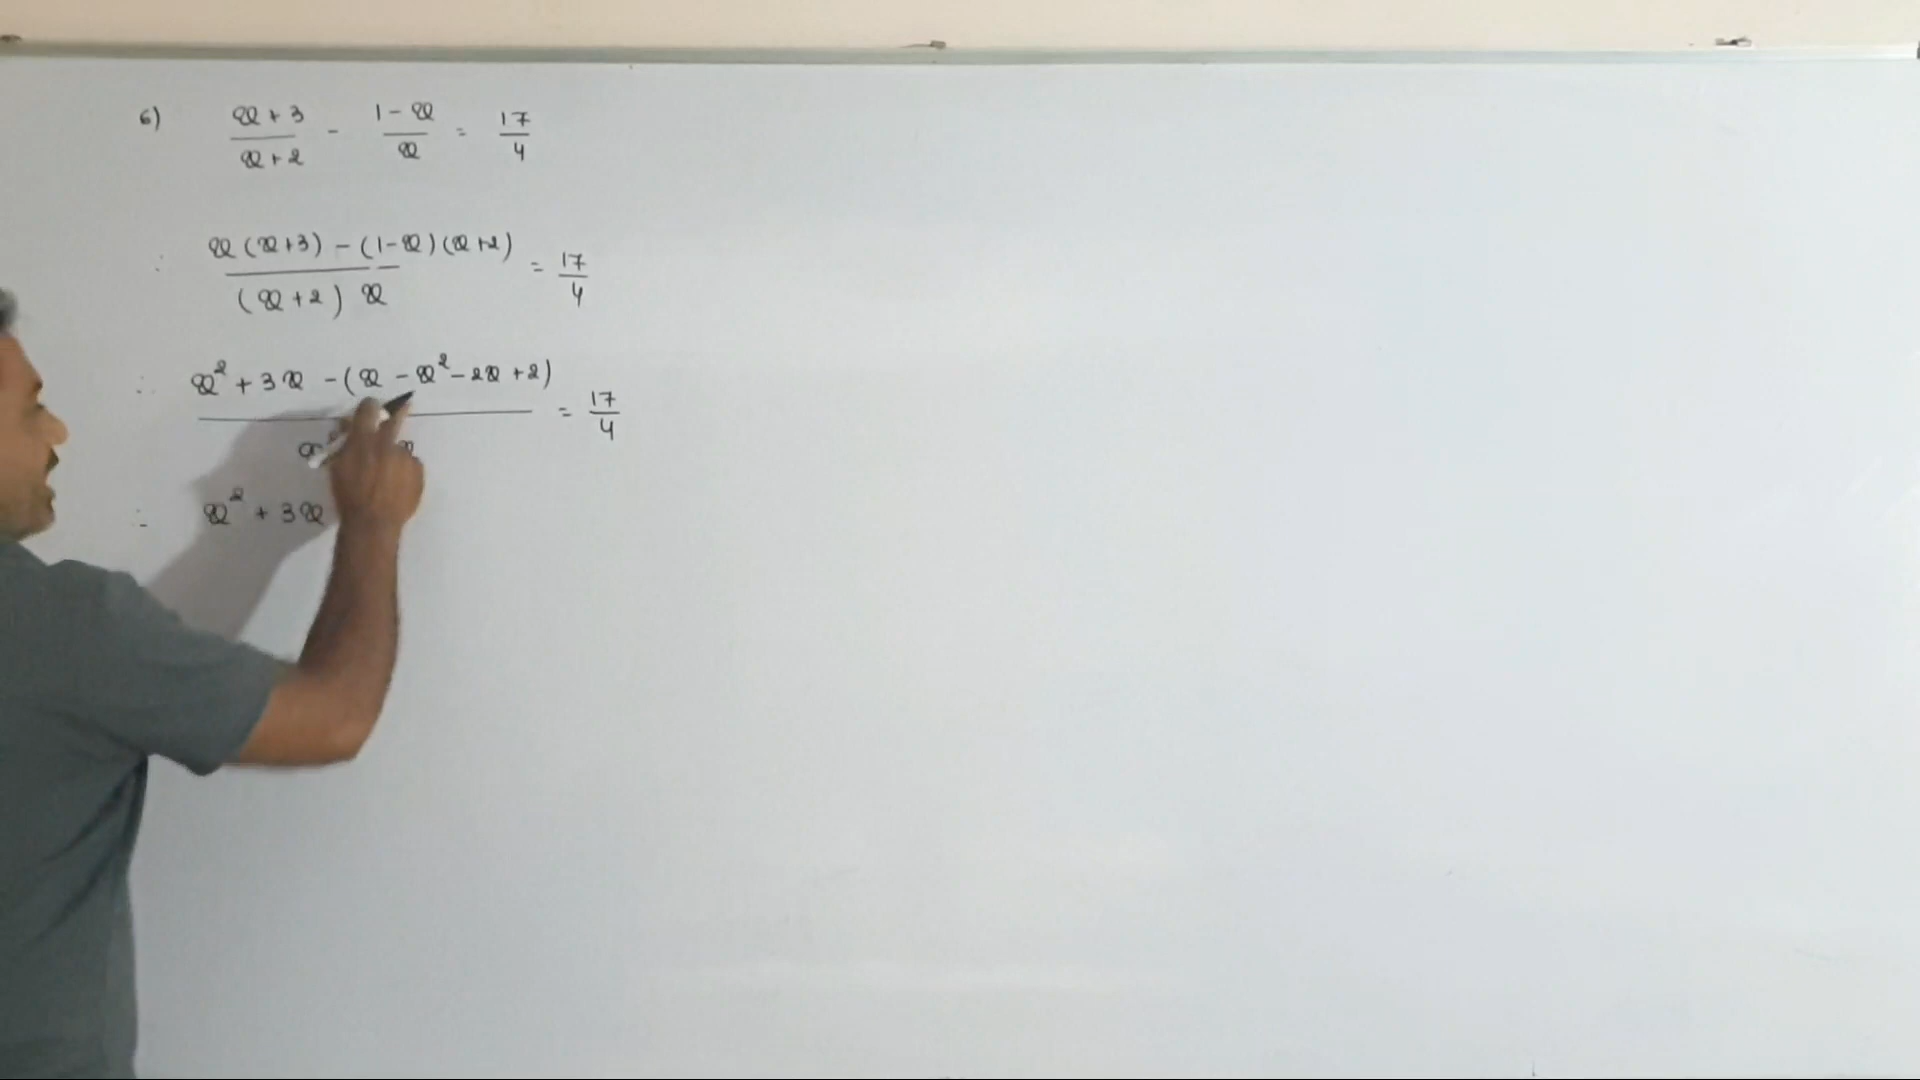 6) x + 3 / x + 2 - 1 - x / x = 17 / 4
∴ x (x+3) - (1-x) (x+2) / (x+2) x = 17 / 4
∴ x² + 3x - (x - x² - 2x + 2) / = 17 / 4
∴ x² + 3x